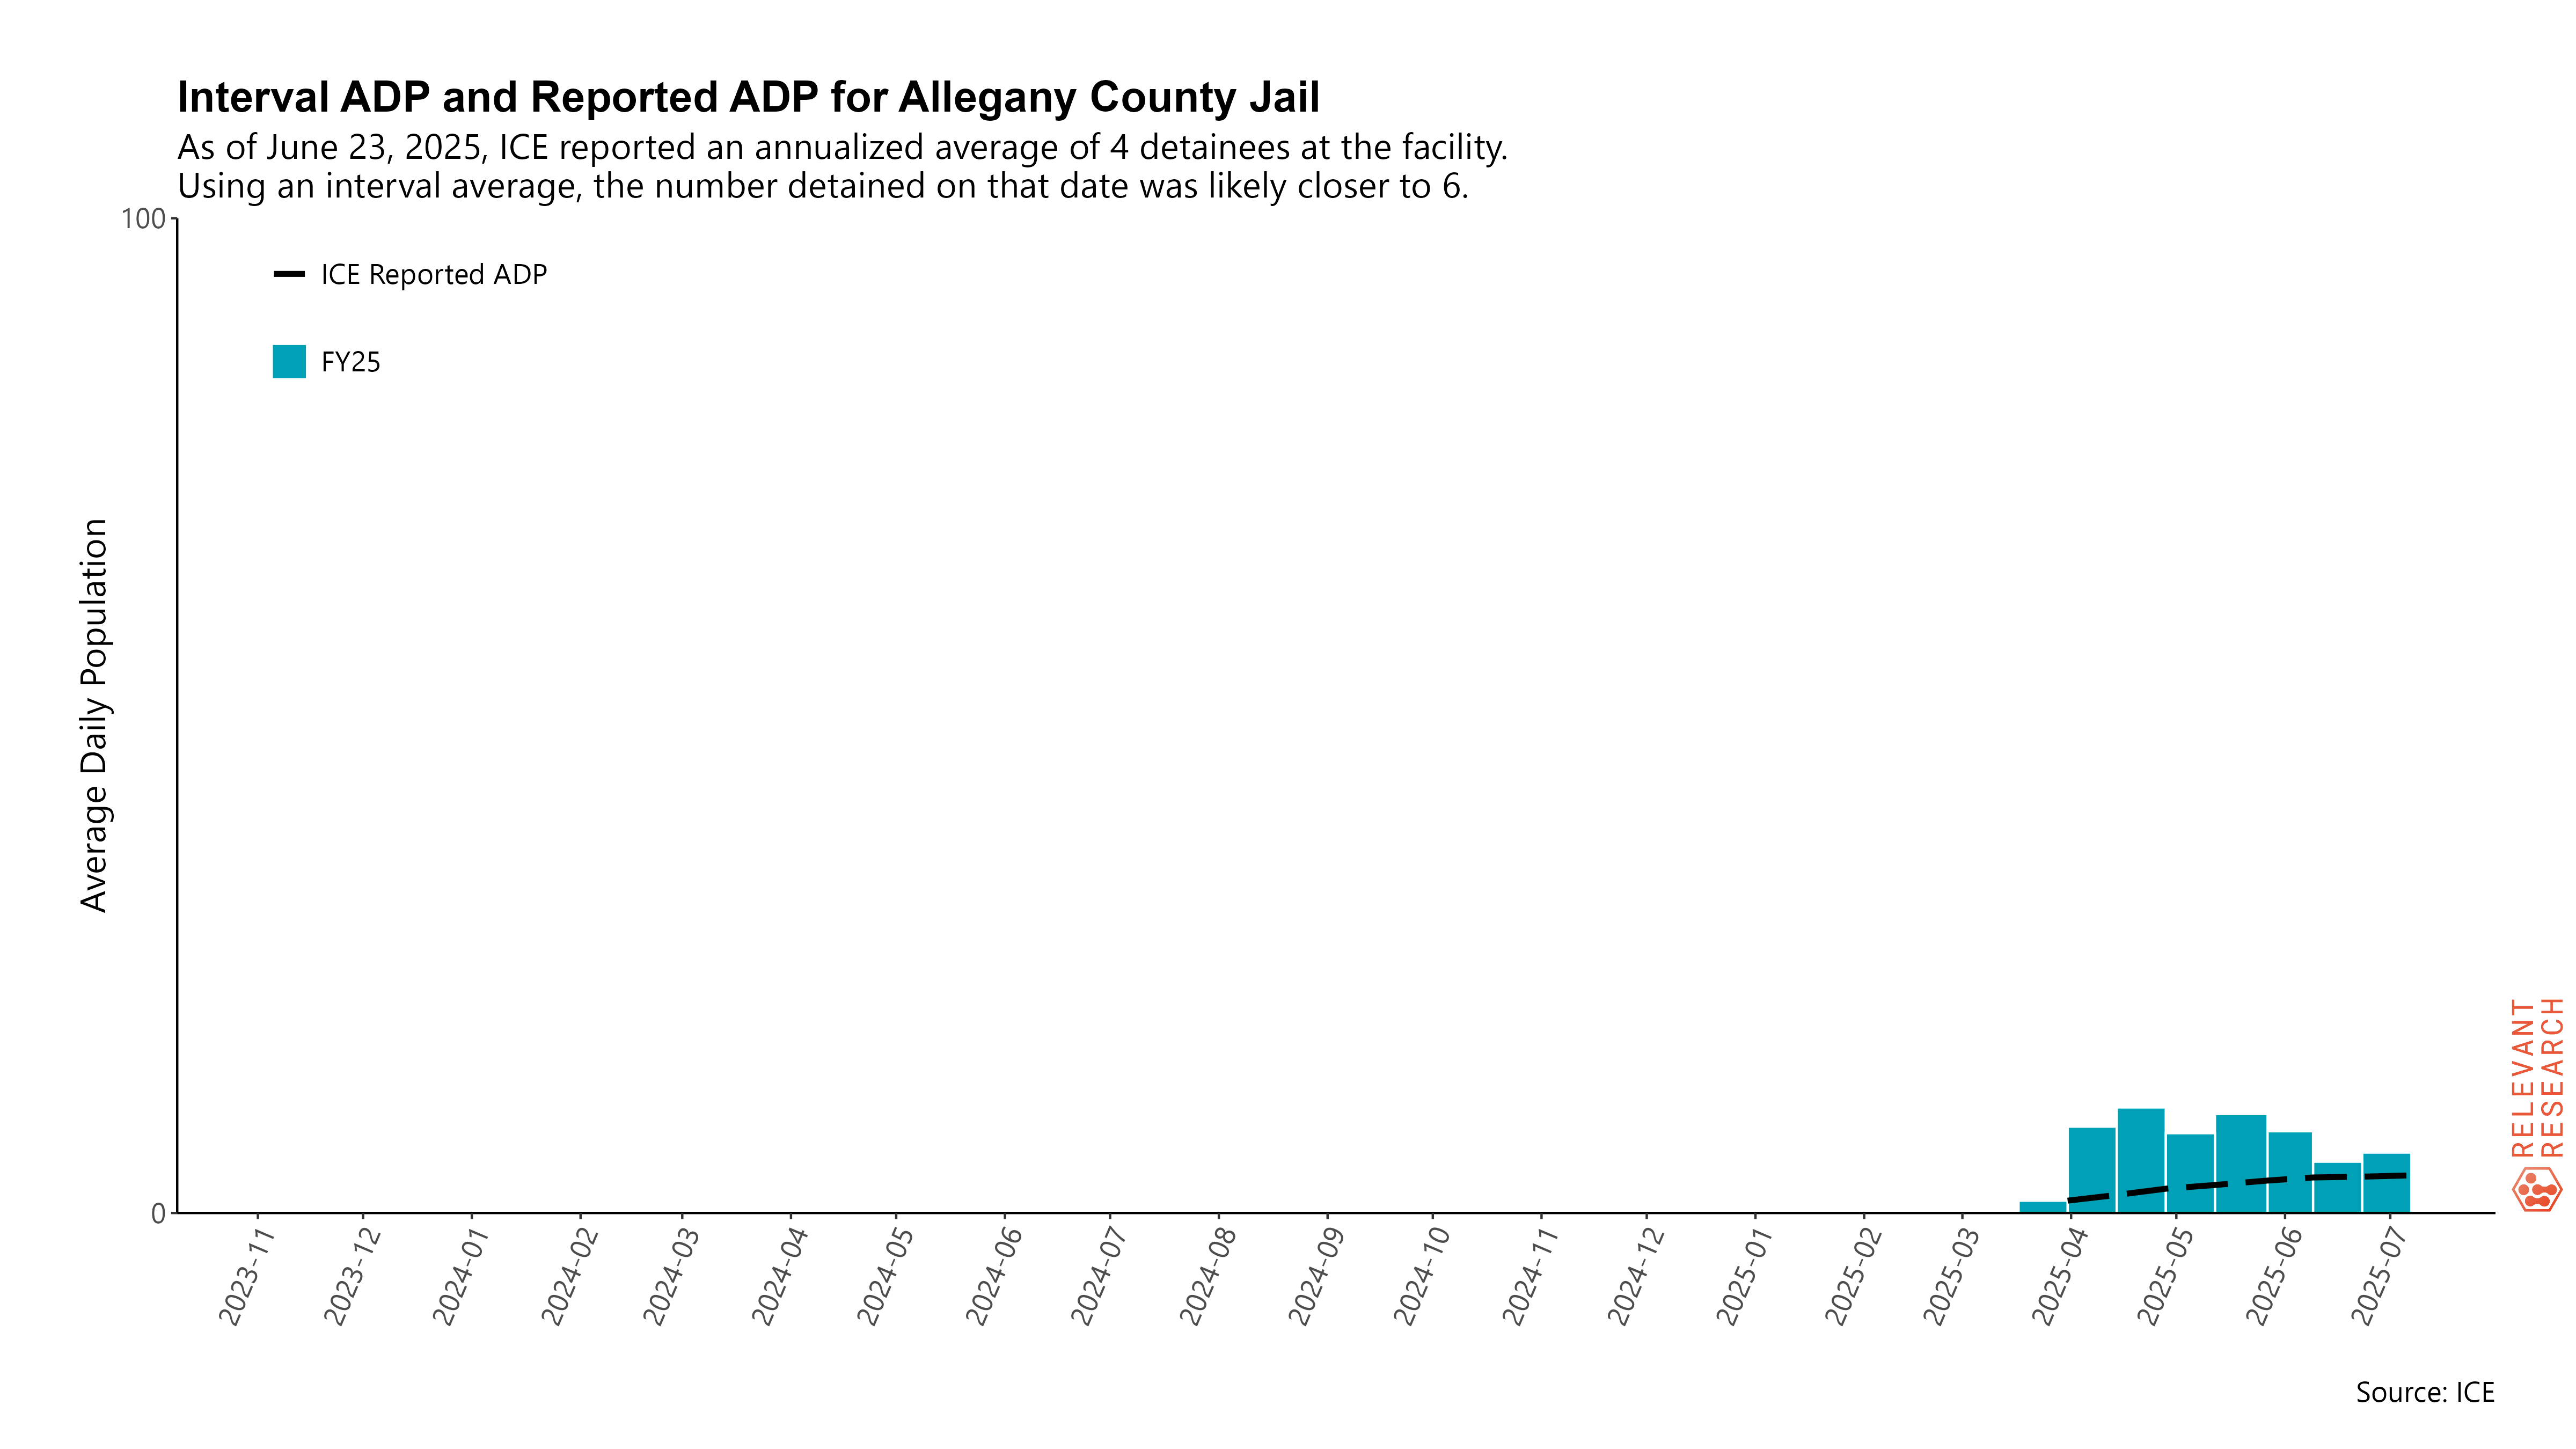 Interval ADP and Reported ADP for Allegany County Jail
As of June 23, 2025, ICE reported an annualized average of 4 detainees at the facility.
Using an interval average, the number detained on that date was likely closer to 6.
100
ICE Reported ADP
FY25
Average Daily Population
0
2023-11
2023-12
2024-01
2024-02
2024-03
2024-04
2024-05
2024-06
2024-07
2024-08
2024-09
2024-10
2024-11
2024-12
2025-01
2025-02
2025-03
2025-04
2025-05
2025-06
2025-07
RELEVANT
RESEARCH
Source: ICE